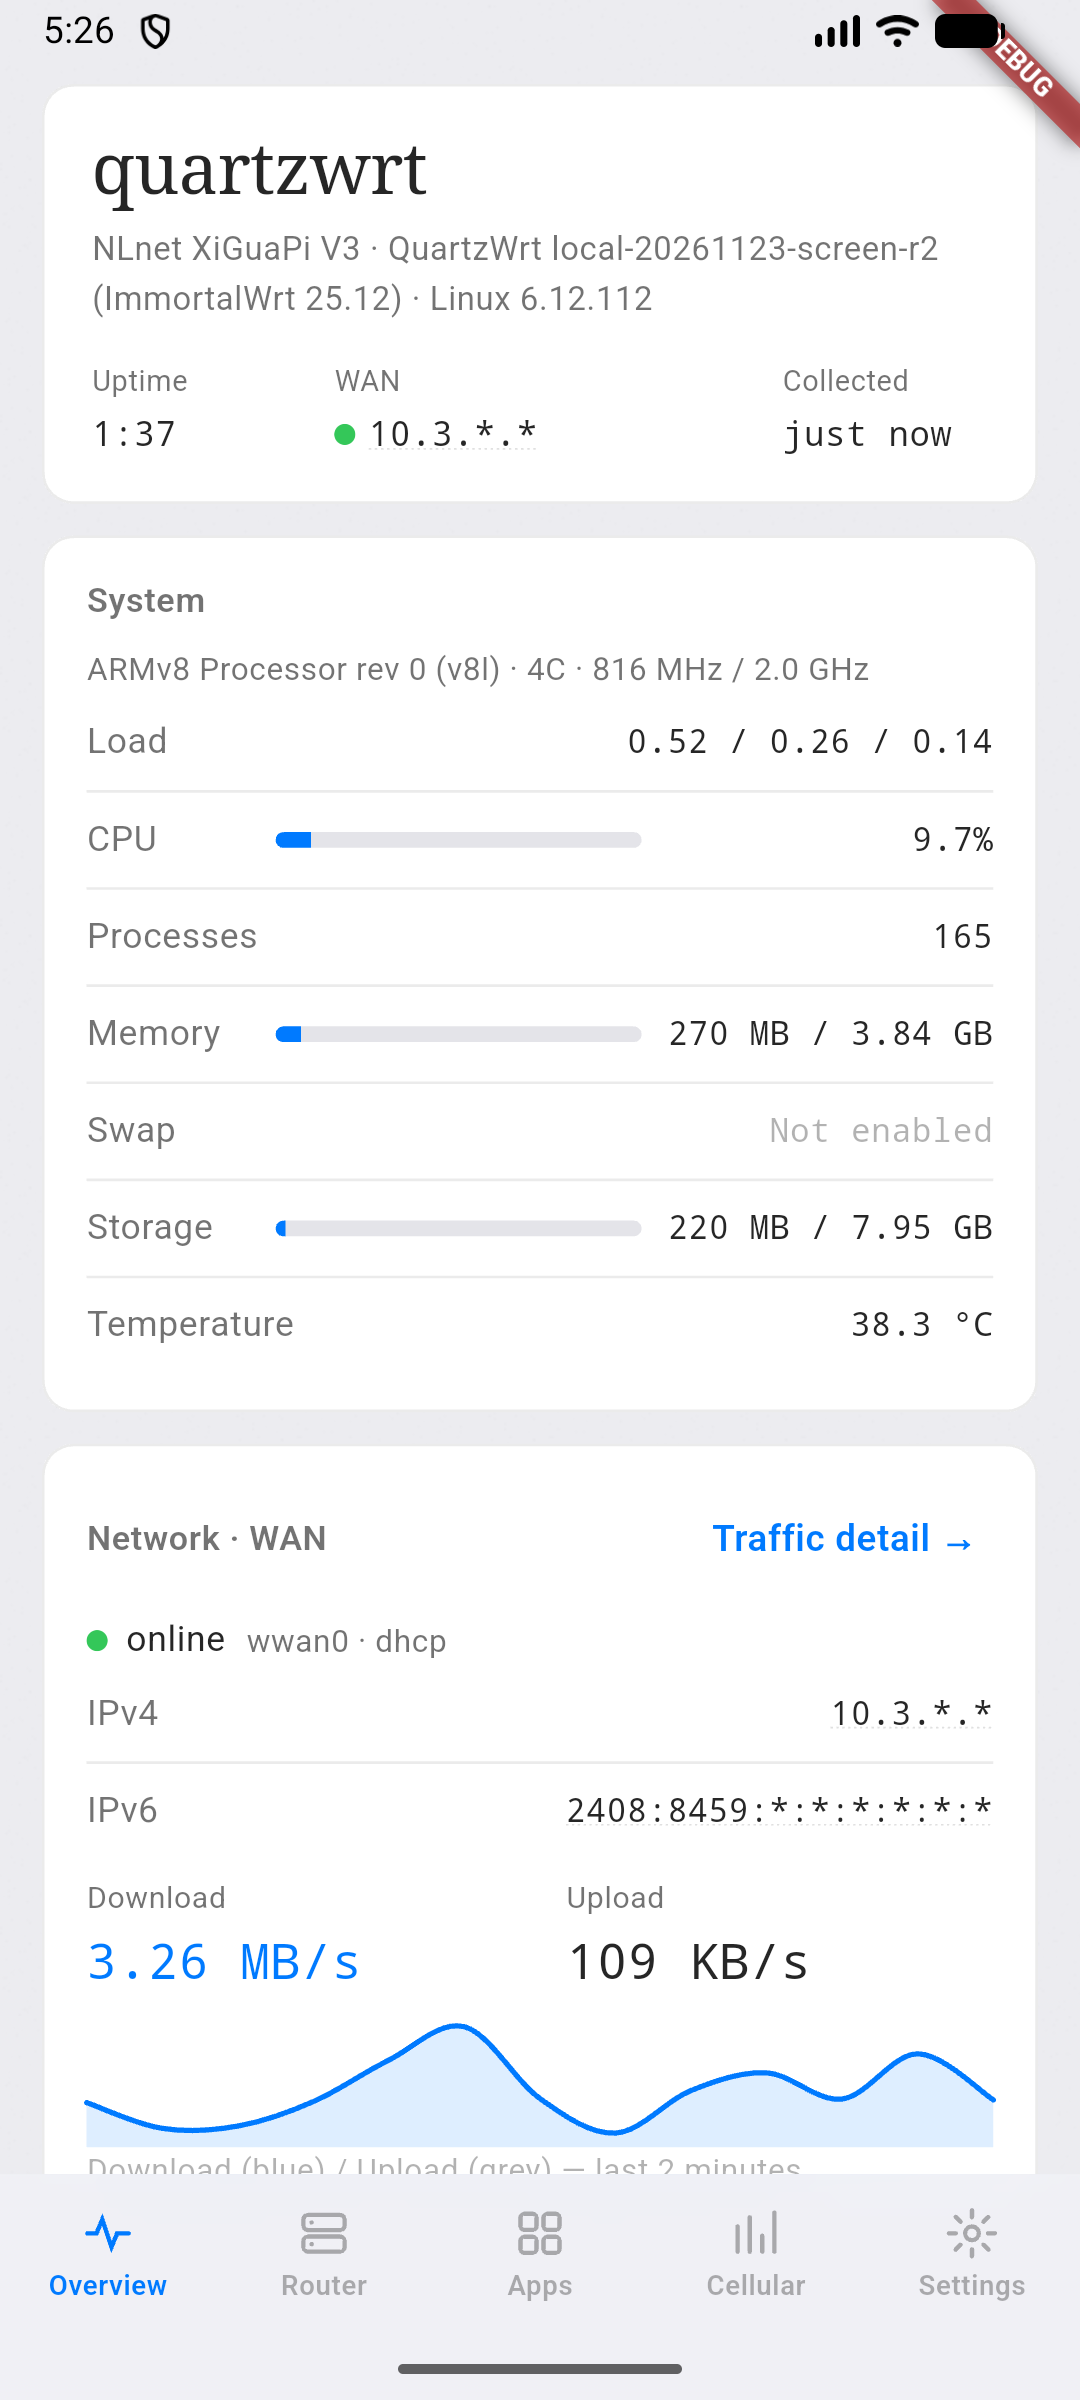 5:26
EBUG
quartzwrt
NLnet XiGuaPi V3 · QuartzWrt local-20261123-screen-r2
(ImmortalWrt 25.12) · Linux 6.12.112
Uptime WAN Collected
1:37 10.3.*.* just now
System
ARMv8 Processor rev 0 (v8l) · 4C · 816 MHz / 2.0 GHz
Load 0.52 / 0.26 / 0.14
CPU 9.7%
Processes 165
Memory 270 MB / 3.84 GB
Swap Not enabled
Storage 220 MB / 7.95 GB
Temperature 38.3 °C
Network · WAN Traffic detail →
online wwan0 · dhcp
IPv4 10.3.*.*
IPv6 2408:8459:*:*:*:*:*:*
Download Upload
3.26 MB/s 109 KB/s
Download (blue) / Upload (grey) — last 2 minutes
Overview Router Apps Cellular Settings